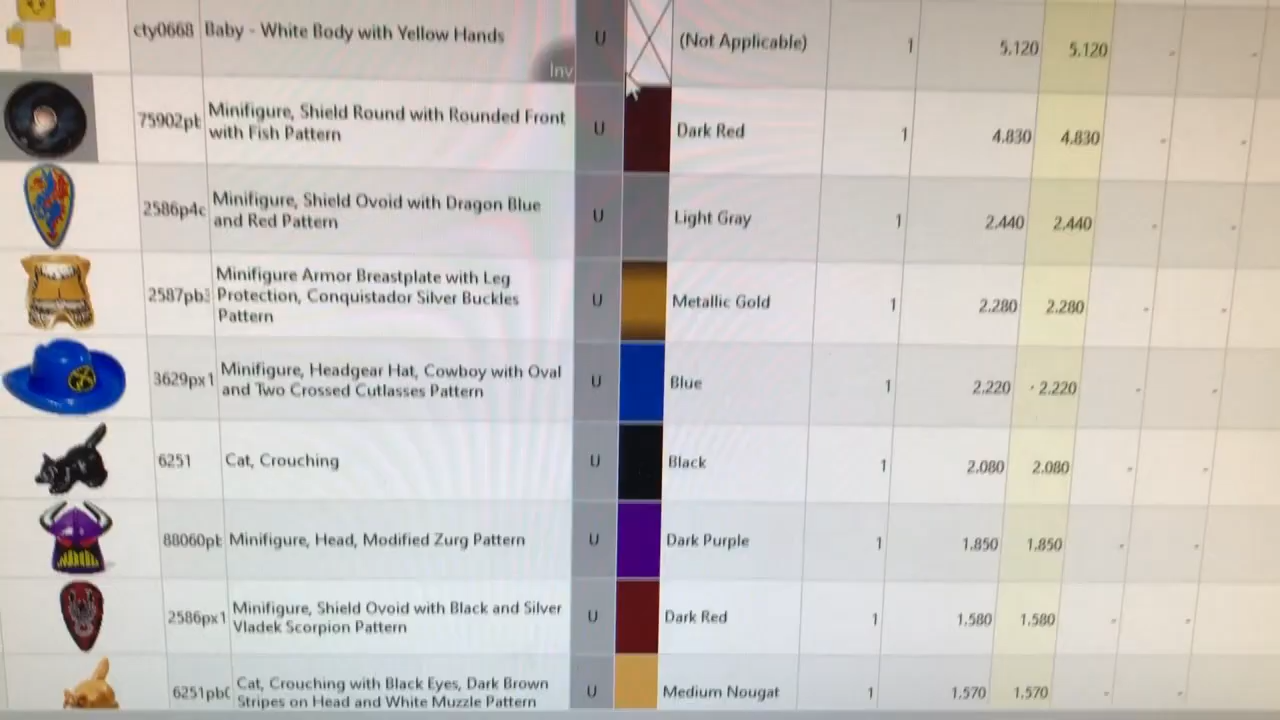 cty0668 Baby - White Body with Yellow Hands U (Not Applicable) 1 5.120 5.120 - -
Inv
75902pt Minifigure, Shield Round with Rounded Front
with Fish Pattern U Dark Red 1 4.830 4.830 - -
2586p4c Minifigure, Shield Ovoid with Dragon Blue
and Red Pattern U Light Gray 1 2.440 2.440 - -
Minifigure Armor Breastplate with Leg
2587pb3 Protection, Conquistador Silver Buckles U Metallic Gold 1 2.280 2.280 - -
Pattern
3629px1 Minifigure, Headgear Hat, Cowboy with Oval
and Two Crossed Cutlasses Pattern U Blue 1 2.220 2.220 - -
6251 Cat, Crouching U Black 1 2.080 2.080 - -
88060pt Minifigure, Head, Modified Zurg Pattern U Dark Purple 1 1.850 1.850 - -
2586px1 Minifigure, Shield Ovoid with Black and Silver
Vladek Scorpion Pattern U Dark Red 1 1.580 1.580 - -
6251pb0 Cat, Crouching with Black Eyes, Dark Brown
Stripes on Head and White Muzzle Pattern U Medium Nougat 1 1.570 1.570 - -